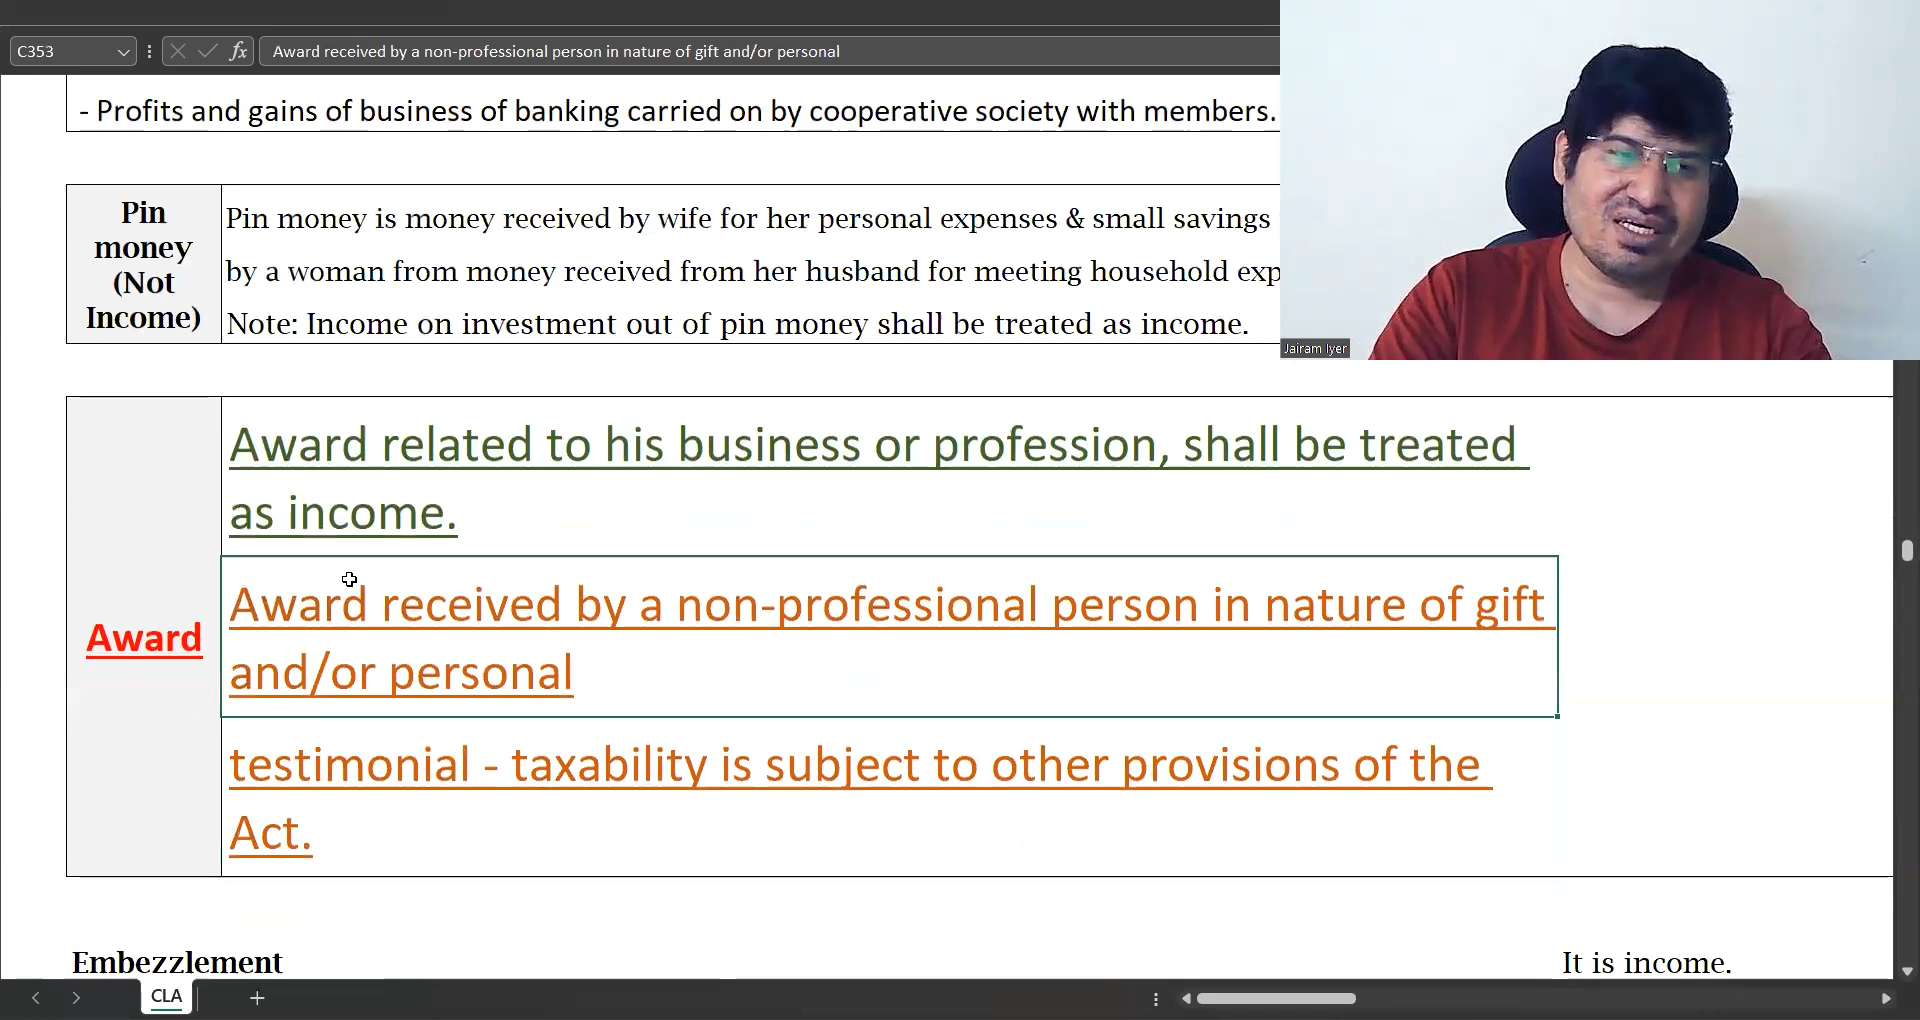 C353
fx
Award received by a non-professional person in nature of gift and/or personal
- Profits and gains of business of banking carried on by cooperative society with members.
Pin
money
(Not
Income)
Pin money is money received by wife for her personal expenses & small savings
by a woman from money received from her husband for meeting household exp
Note: Income on investment out of pin money shall be treated as income.
Jairam Iyer
Award
Award related to his business or profession, shall be treated
as income.
Award received by a non-professional person in nature of gift
and/or personal
testimonial - taxability is subject to other provisions of the
Act.
Embezzlement
It is income.
CLA